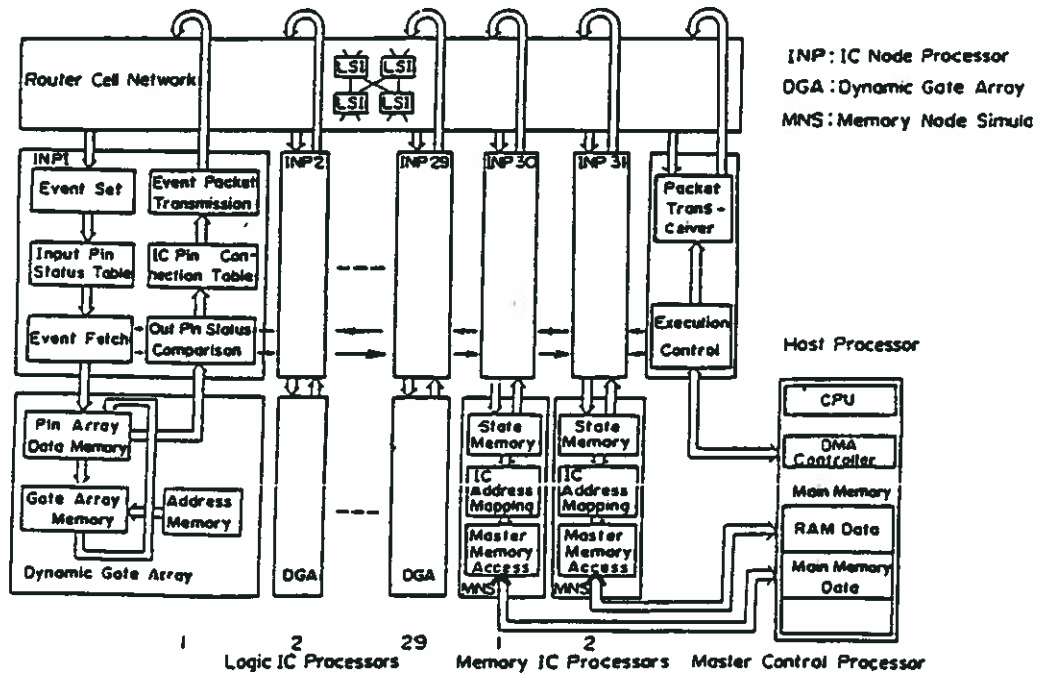 Router Cell Network
LSI LSI
LSI LSI
INP: IC Node Processor
DGA: Dynamic Gate Array
MNS: Memory Node Simula
INP1
INP2
INP29
INP30
INP 31
Event Set
Event Packet
Transmission
Input Pin
Status Table
IC Pin Con-
nection Table
Event Fetch
Out Pin Status
Comparison
Packet
Trans-
ceiver
Execution
Control
Host Processor
CPU
DMA
Controller
Main Memory
RAM Data
Main Memory
Data
Pin Array
Data Memory
Gate Array
Memory
Address
Memory
Dynamic Gate Array
DGA
DGA
State
Memory
IC
Address
Mapping
Master
Memory
Access
MNS
State
Memory
IC
Address
Mapping
Master
Memory
Access
MNS
1 2 29 1 2
Logic IC Processors
Memory IC Processors
Master Control Processor